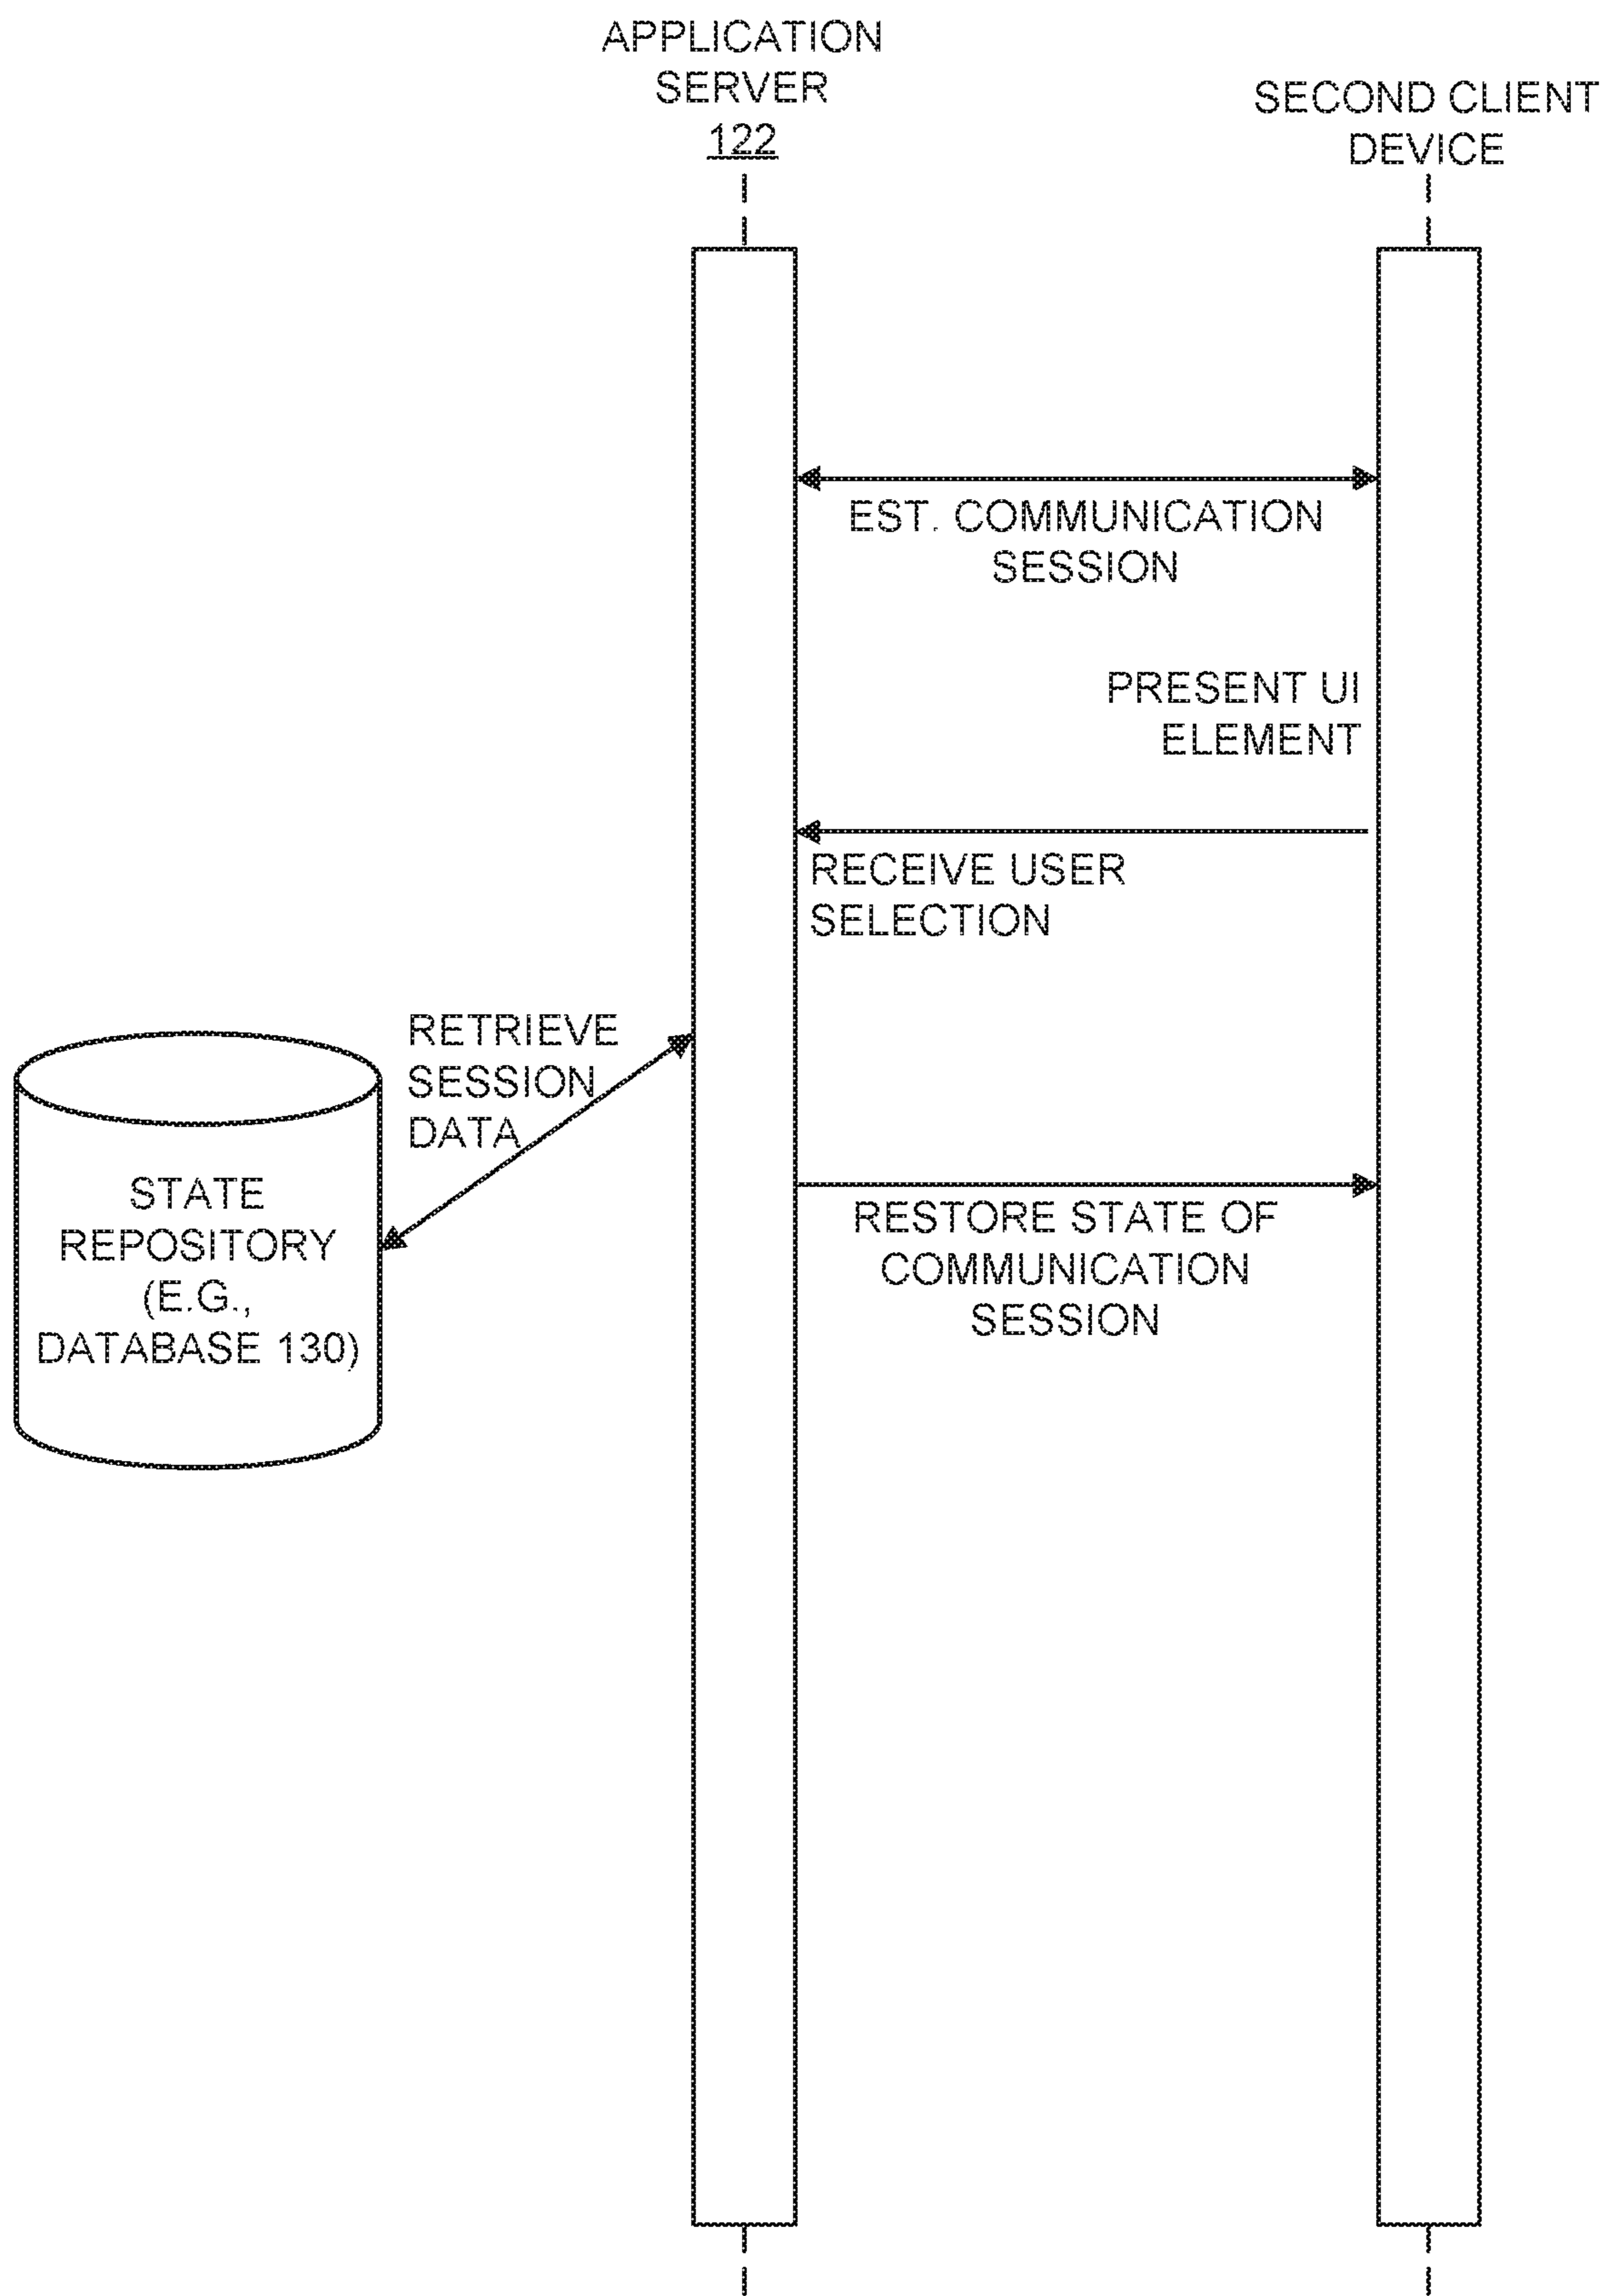 APPLICATION
SERVER
122
SECOND CLIENT
DEVICE
EST. COMMUNICATION
SESSION
PRESENT UI
ELEMENT
RECEIVE USER
SELECTION
RETRIEVE
SESSION
DATA
STATE
REPOSITORY
(E.G.,
DATABASE 130)
RESTORE STATE OF
COMMUNICATION
SESSION